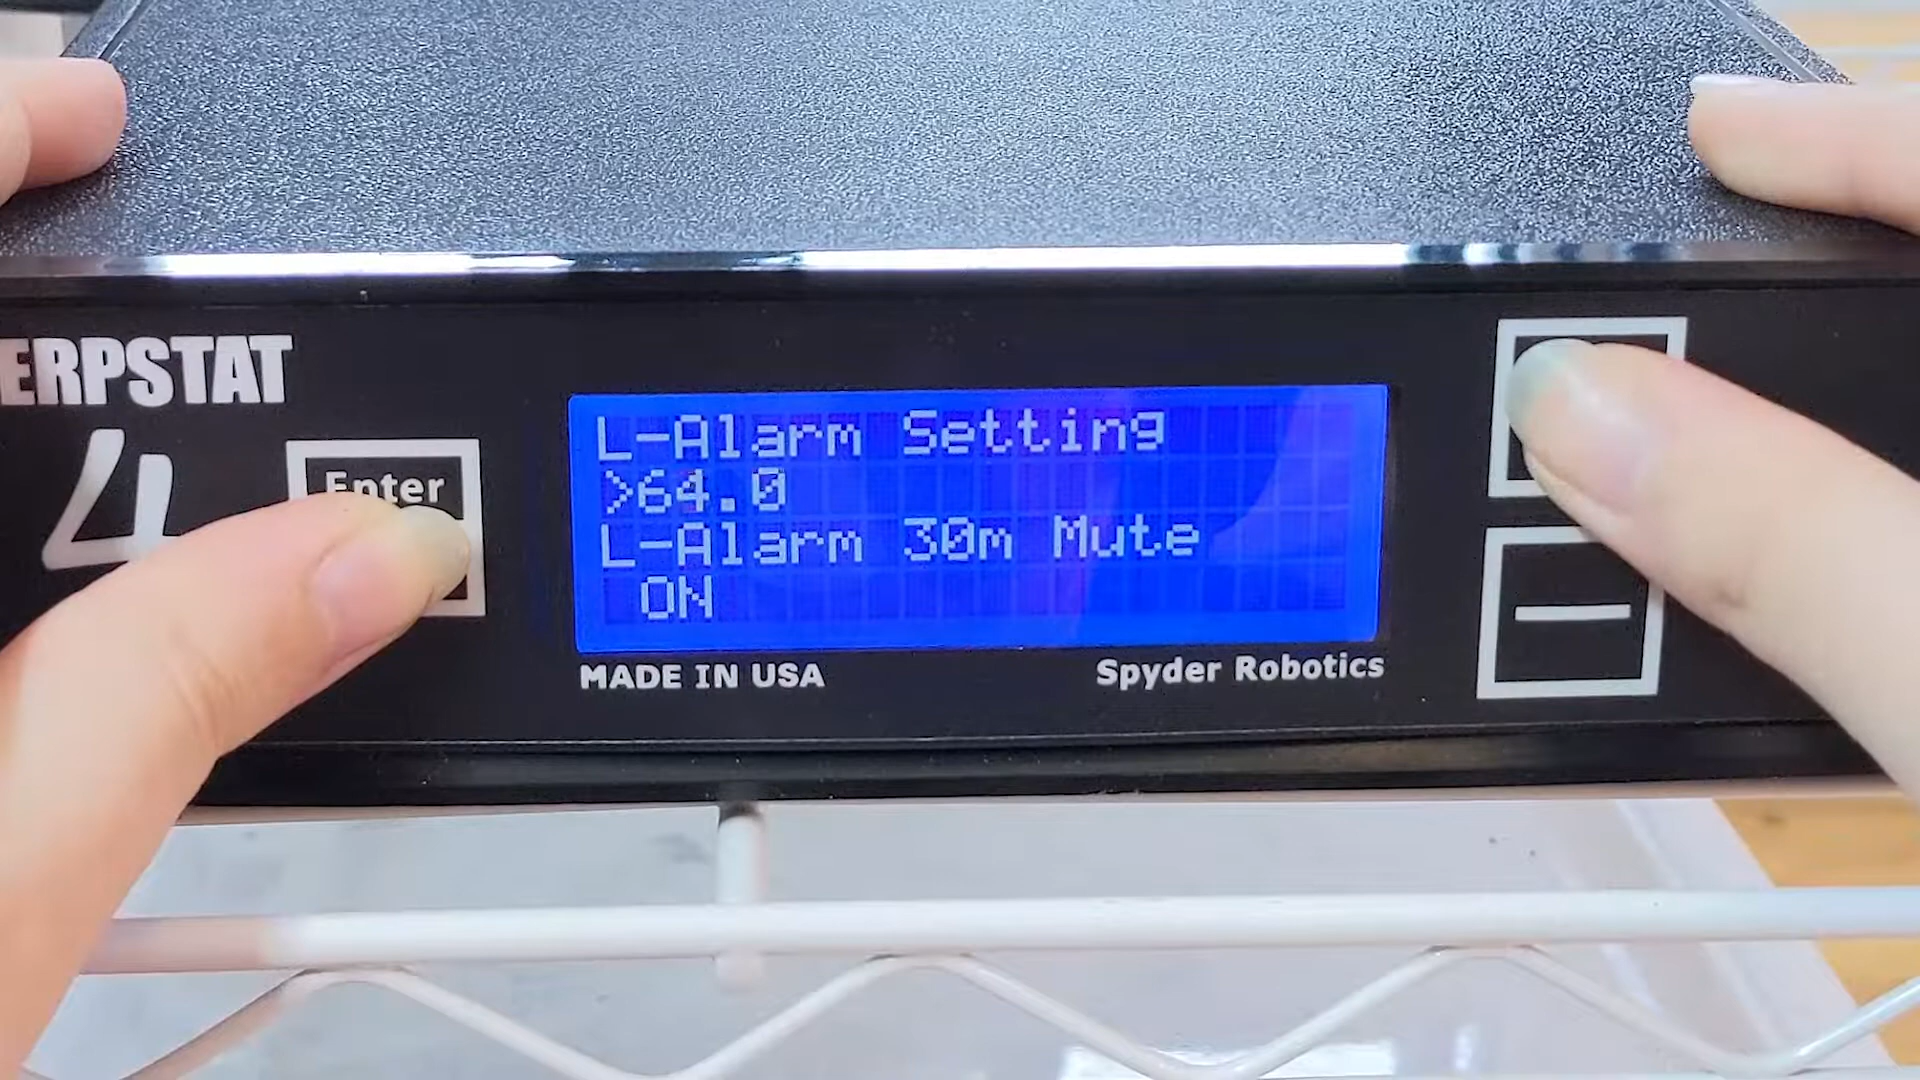 ERPSTAT
4
Enter
L-Alarm Setting
>64.0
L-Alarm 30m Mute
ON
MADE IN USA
Spyder Robotics